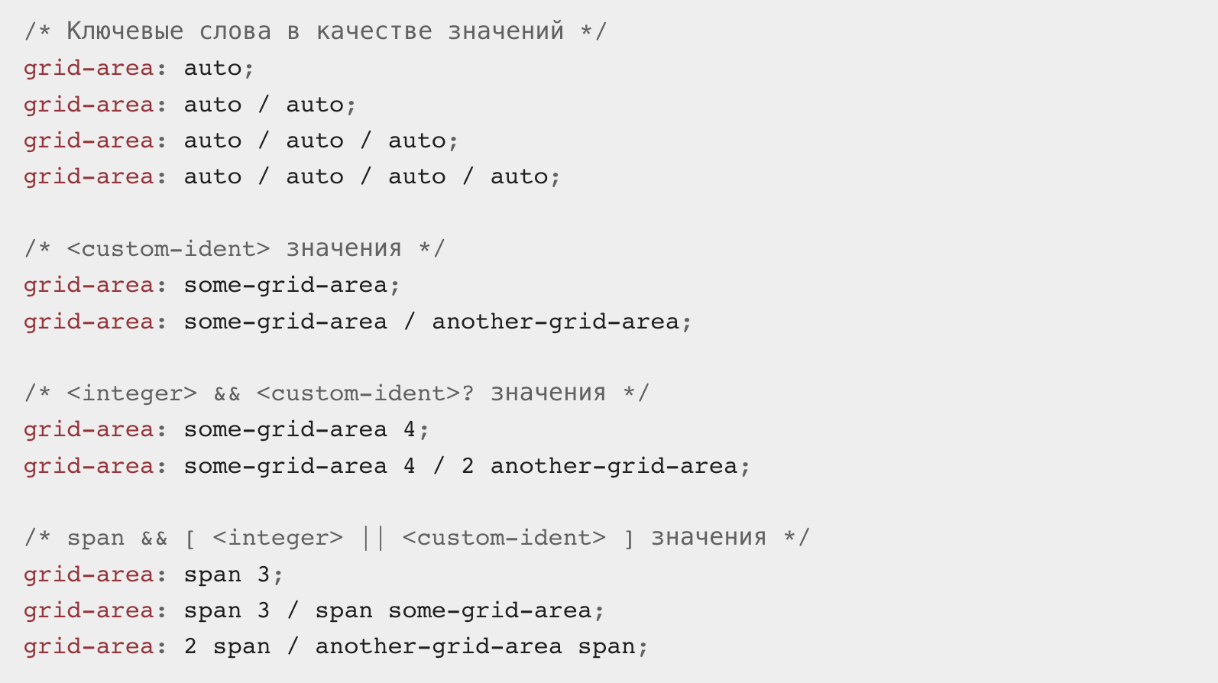 /* Ключевые слова в качестве значений */
grid-area: auto;
grid-area: auto / auto;
grid-area: auto / auto / auto;
grid-area: auto / auto / auto / auto;
/* <custom-ident> значения */
grid-area: some-grid-area;
grid-area: some-grid-area / another-grid-area;
/* <integer> && <custom-ident>? значения */
grid-area: some-grid-area 4;
grid-area: some-grid-area 4 / 2 another-grid-area;
/* span && [ <integer> || <custom-ident> ] значения */
grid-area: span 3;
grid-area: span 3 / span some-grid-area;
grid-area: 2 span / another-grid-area span;